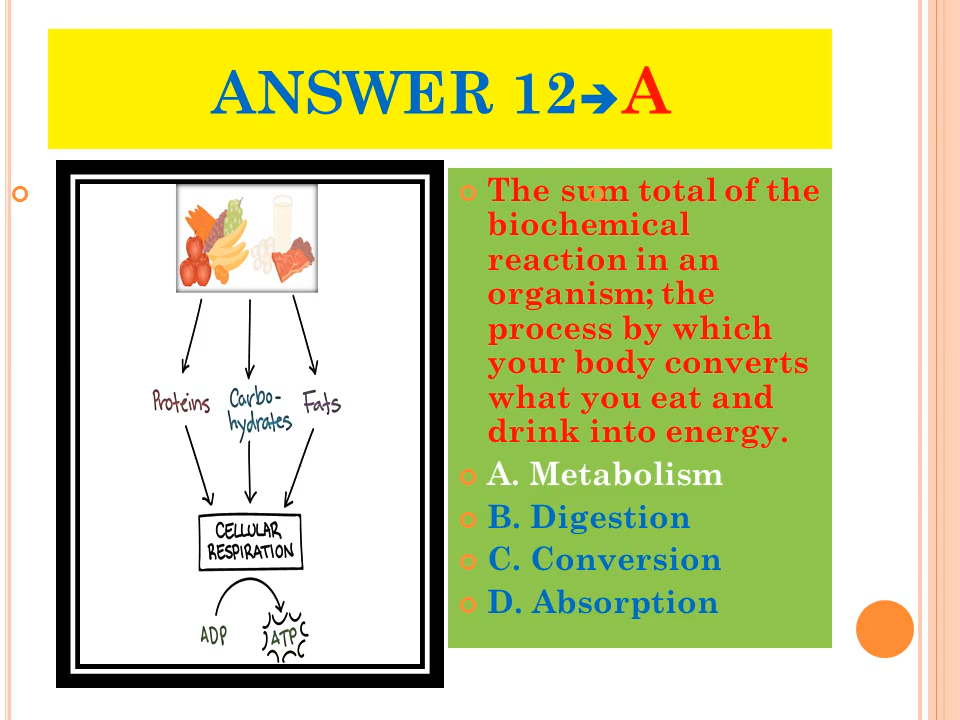 ANSWER 12➔A
Proteins
Carbo-
hydrates
Fats
CELLULAR
RESPIRATION
ADP
ATP
The sum total of the
biochemical
reaction in an
organism; the
process by which
your body converts
what you eat and
drink into energy.
A. Metabolism
B. Digestion
C. Conversion
D. Absorption